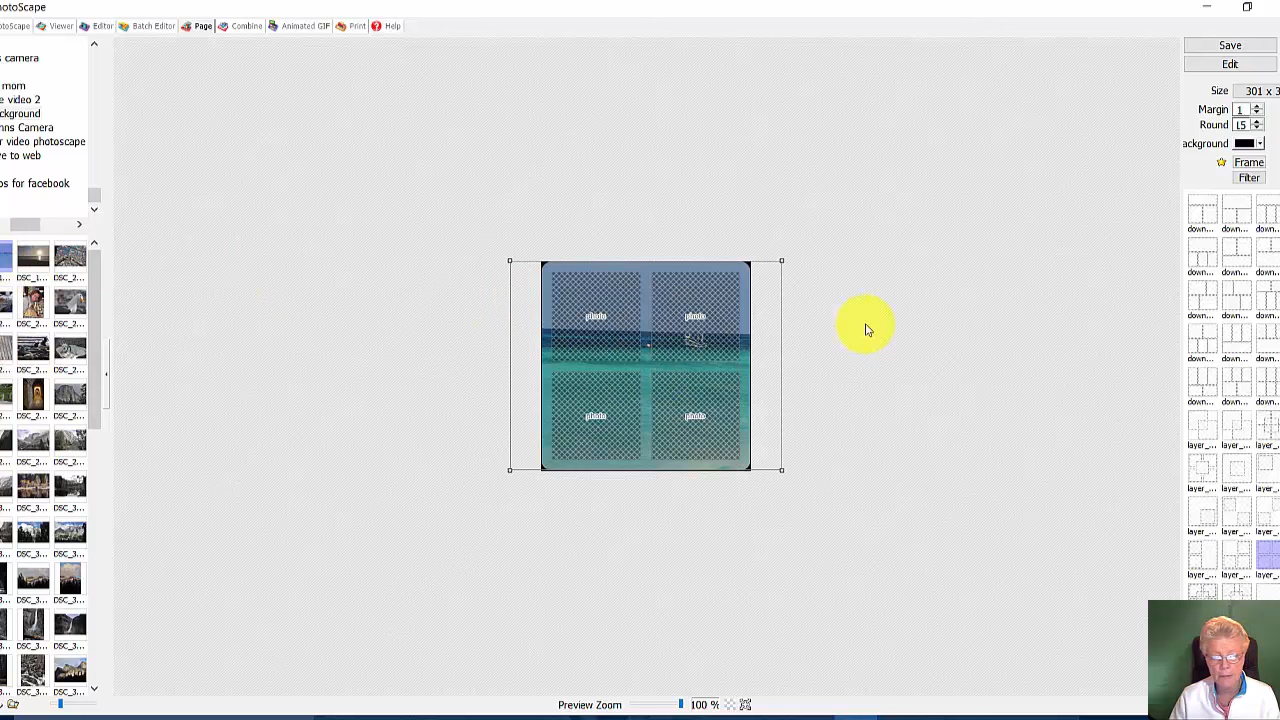 PhotoScape
PhotoScape Viewer Editor Batch Editor Page Combine Animated GIF Print Help
s camera
mom
e video 2
ckground
nns Camera
r video photoscape
ve to web
os for facebook
DSC_1... DSC_2...
DSC_2... DSC_2...
DSC_2... DSC_2...
DSC_2... DSC_2...
DSC_2... DSC_2...
DSC_3... DSC_3...
DSC_3... DSC_3...
DSC_3... DSC_3...
DSC_3... DSC_3...
DSC_3... DSC_3...
photo photo
photo photo
Save
Edit
Size 301 x 3
Margin 1
Round 15
ackground
Frame
Filter
down... down... down...
down... down... down...
down... down... down...
down... down... down...
down... down... down...
layer_... layer_... layer_...
layer_... layer_... layer_...
layer_... layer_... layer_...
layer_... layer_... layer_...
Preview Zoom 100 %